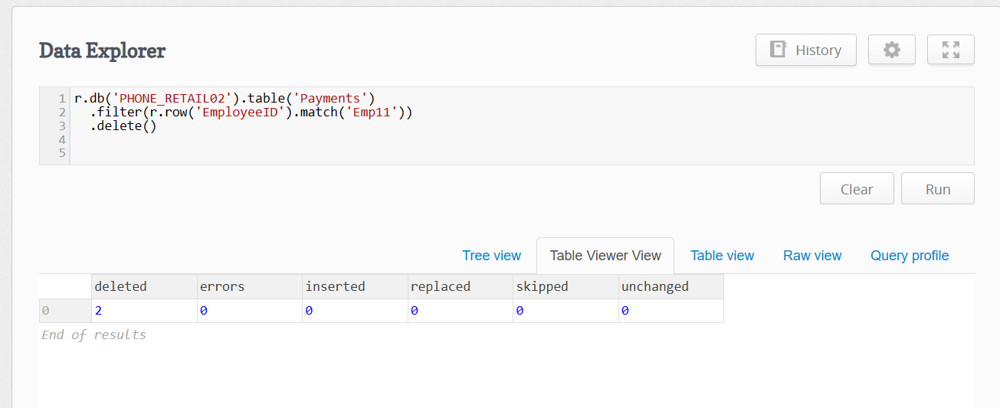 Data Explorer
History
1 r.db('PHONE_RETAIL02').table('Payments')
2 .filter(r.row('EmployeeID').match('Emp11'))
3 .delete()
4
5
Clear Run
Tree view Table Viewer View Table view Raw view Query profile
deleted errors inserted replaced skipped unchanged
0 2 0 0 0 0 0
End of results